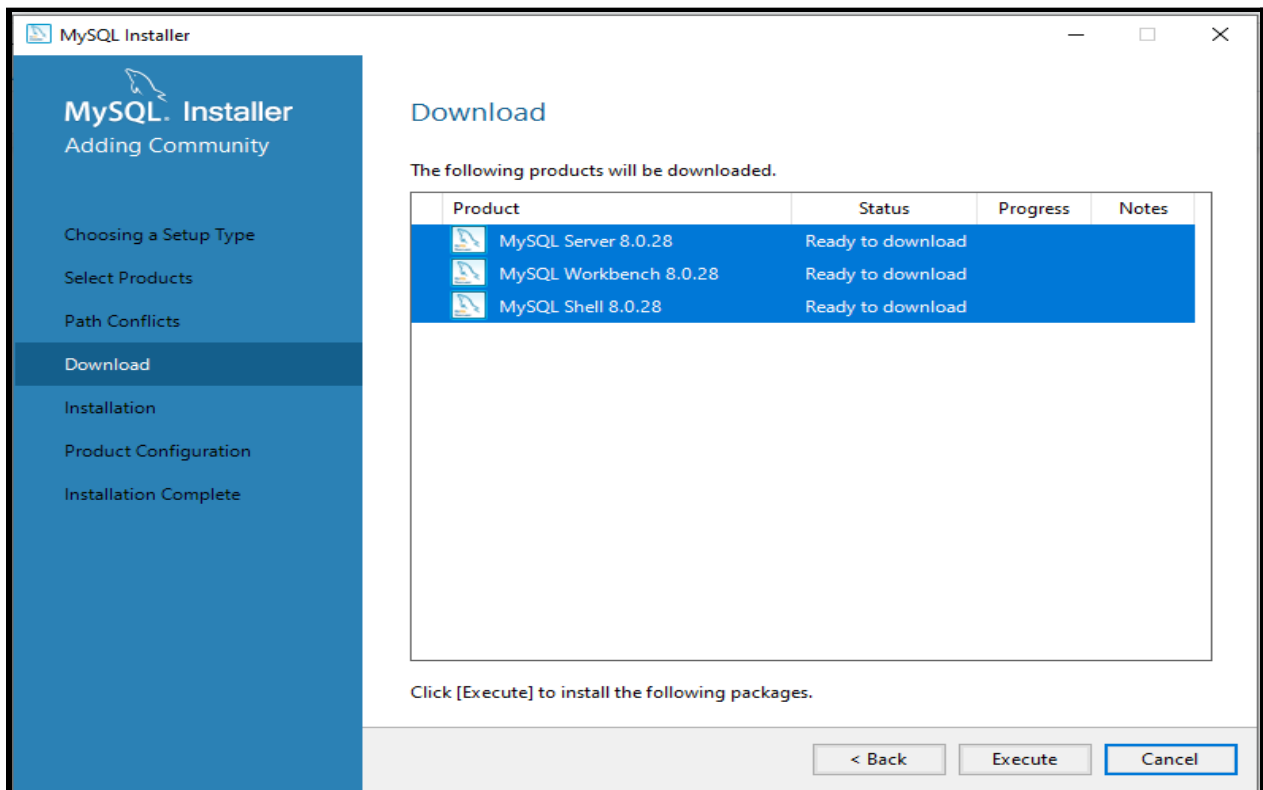 MySQL Installer
MySQL. Installer
Adding Community
Choosing a Setup Type
Select Products
Path Conflicts
Download
Installation
Product Configuration
Installation Complete
Download
The following products will be downloaded.
Product Status Progress Notes
MySQL Server 8.0.28 Ready to download
MySQL Workbench 8.0.28 Ready to download
MySQL Shell 8.0.28 Ready to download
Click [Execute] to install the following packages.
< Back Execute Cancel